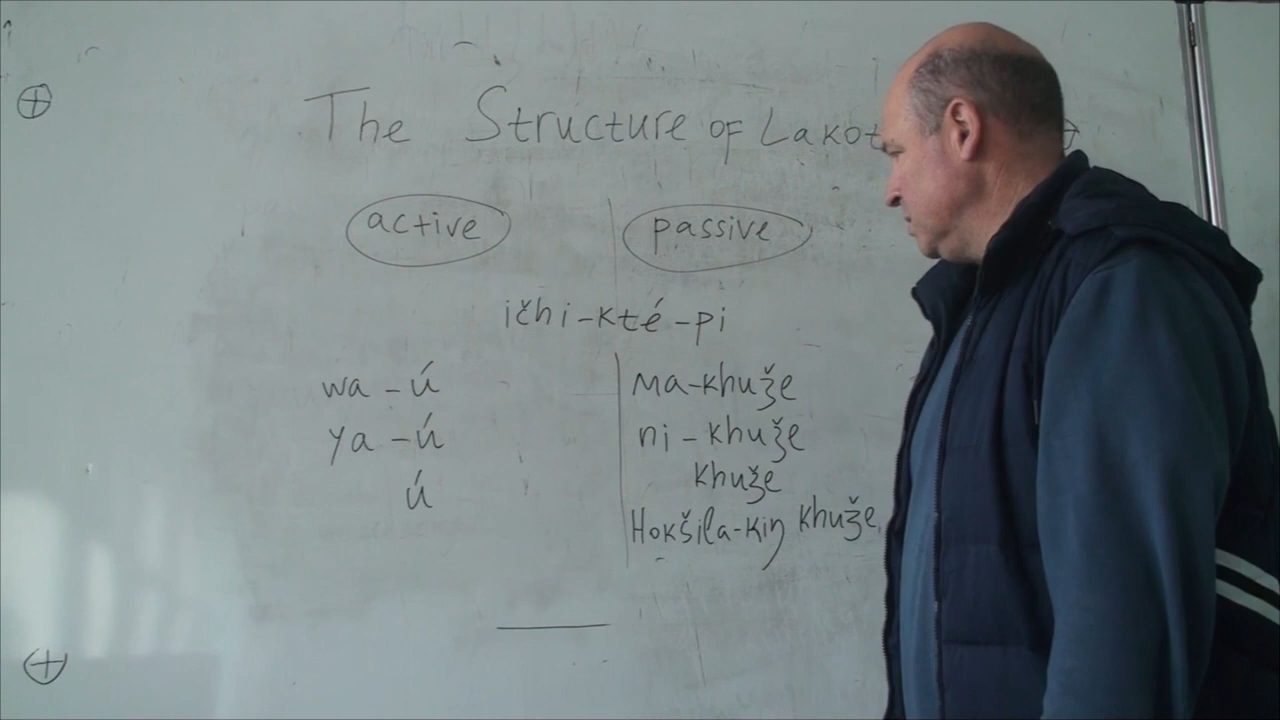 The Structure of Lakot
active passive
ičhi-kté-pi
wa-ú ma-khuže
ya-ú ni-khuže
ú khuže
Hokšila-kiŋ khuže